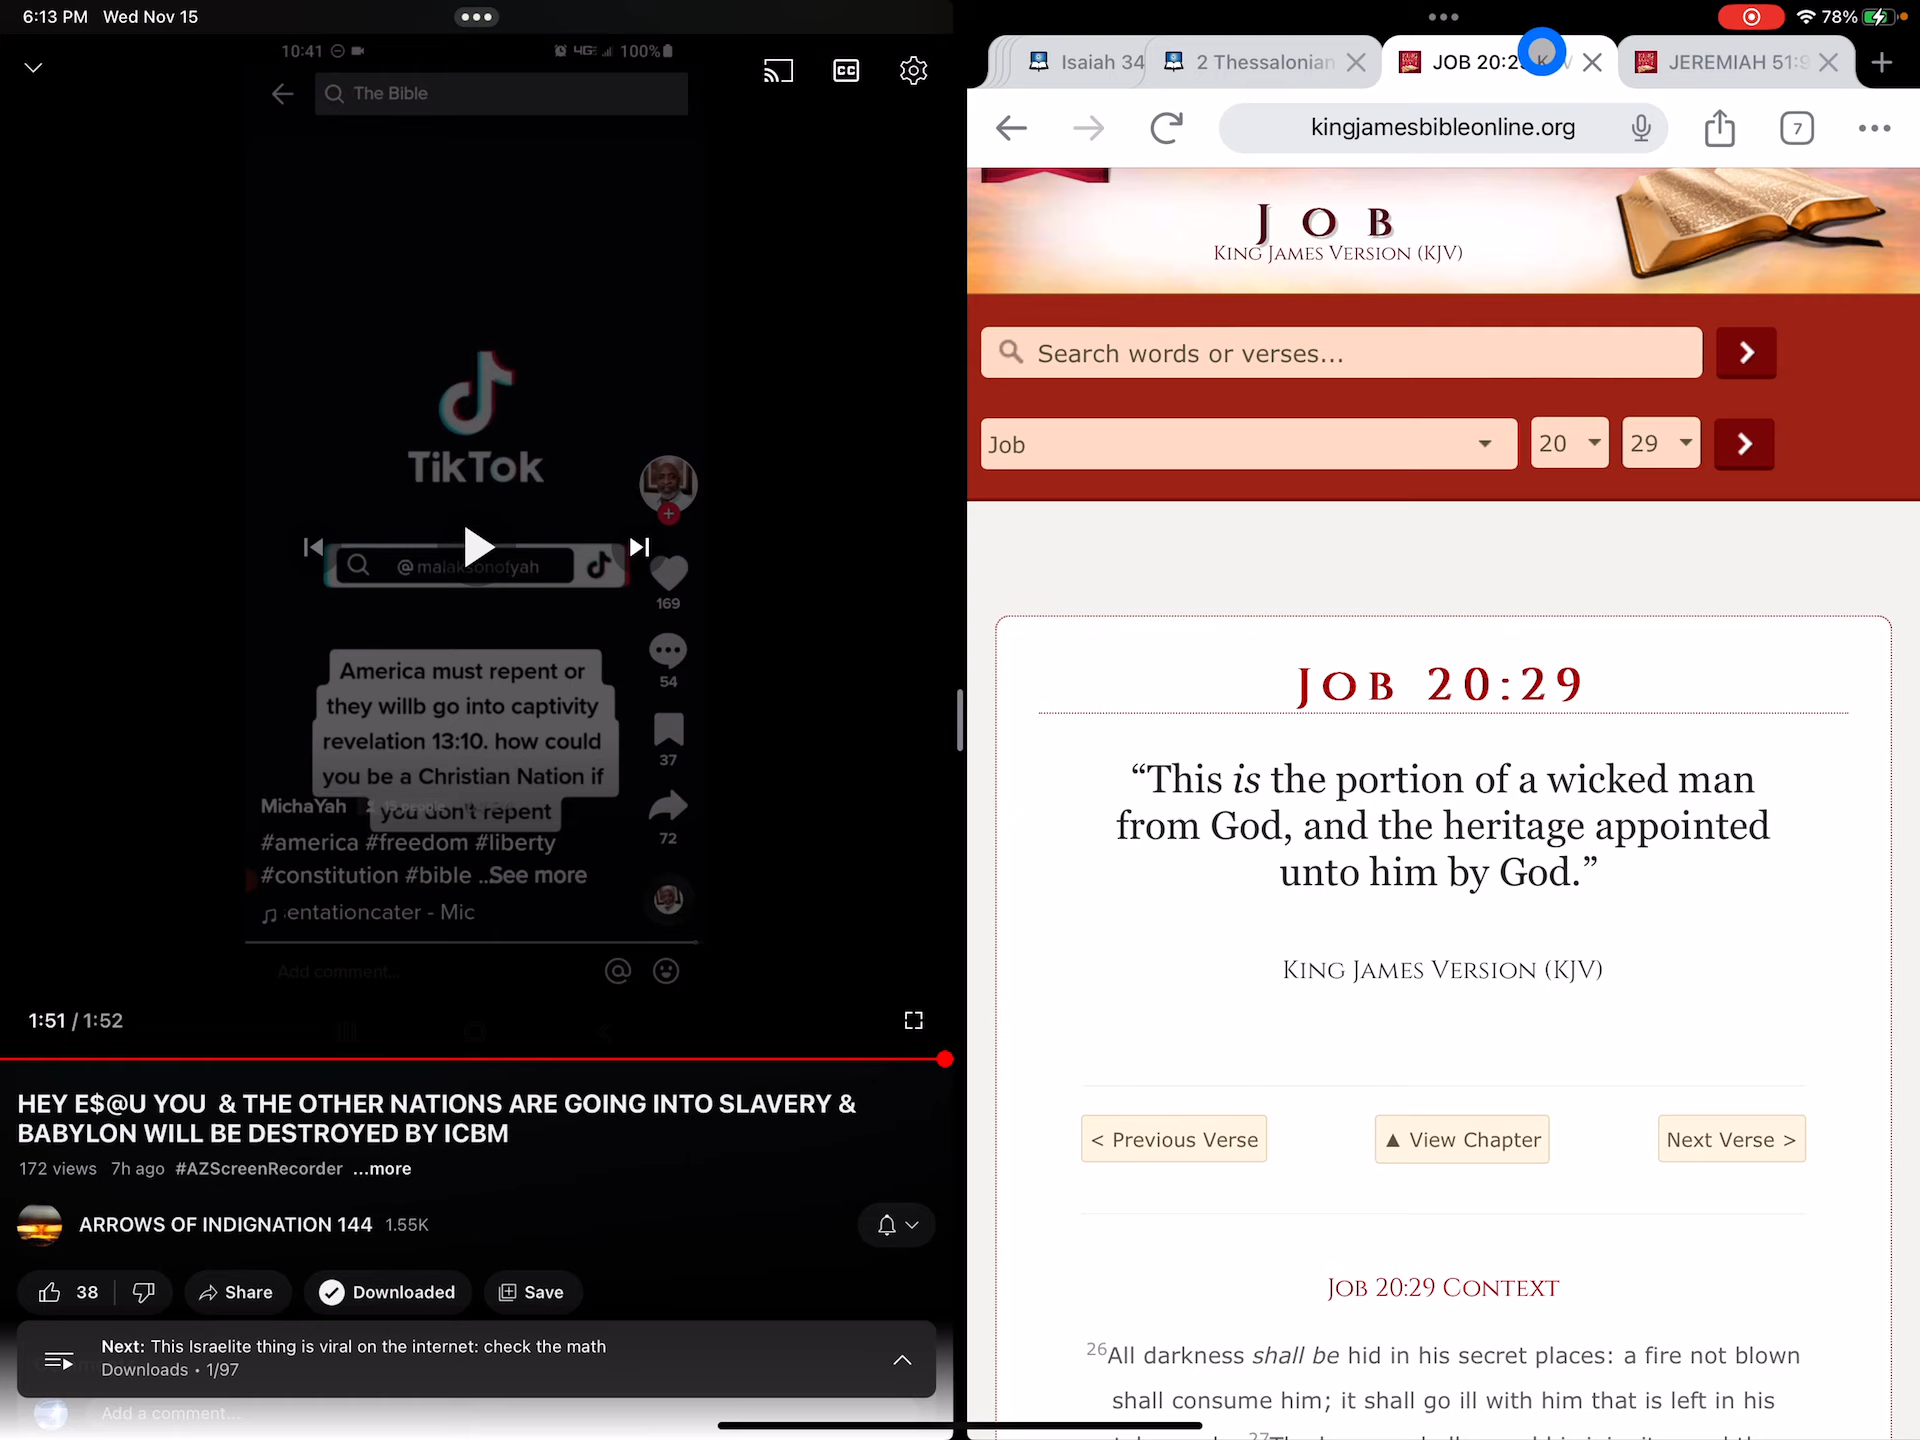 6:13 PM Wed Nov 15
10:41 4GE 100%
The Bible
TikTok
@malaksonofyah
169
54
37
72
America must repent or
they willb go into captivity
revelation 13:10. how could
you be a Christian Nation if
you don't repent
MichaYah 15 people
#america #freedom #liberty
#constitution #bible ...See more
entationcater - Mic
Add comment...
1:51 / 1:52
HEY E$@U YOU & THE OTHER NATIONS ARE GOING INTO SLAVERY &
BABYLON WILL BE DESTROYED BY ICBM
172 views 7h ago #AZScreenRecorder ...more
ARROWS OF INDIGNATION 144 1.55K
38 Share Downloaded Save
Next: This Israelite thing is viral on the internet: check the math
Downloads • 1/97
Add a comment...
78%
Isaiah 34 2 Thessalonian JOB 20:2 K V JEREMIAH 51:9
kingjamesbibleonline.org 7
JOB
KING JAMES VERSION (KJV)
Search words or verses...
Job 20 29
JOB 20:29
“This is the portion of a wicked man
from God, and the heritage appointed
unto him by God.”
KING JAMES VERSION (KJV)
< Previous Verse ▲ View Chapter Next Verse >
JOB 20:29 CONTEXT
26All darkness shall be hid in his secret places: a fire not blown
shall consume him; it shall go ill with him that is left in his